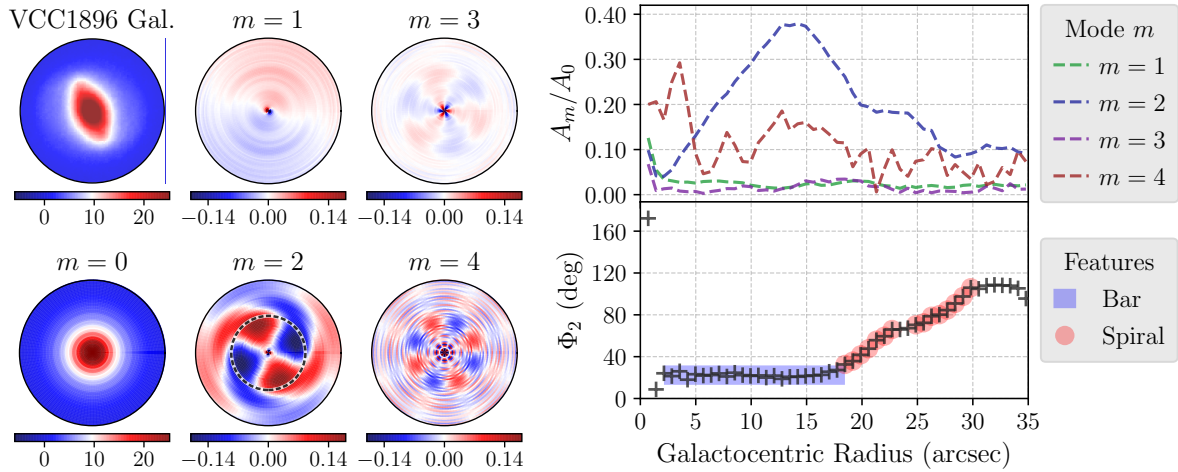 VCC1896 Gal.
m = 1
m = 3
0 10 20
−0.14 0.00 0.14
−0.14 0.00 0.14
m = 0
m = 2
m = 4
0 10 20
−0.14 0.00 0.14
−0.14 0.00 0.14
A_m/A_0
0.40
0.30
0.20
0.10
0.00
Φ_2 (deg)
160
120
80
40
0
0 5 10 15 20 25 30 35
Galactocentric Radius (arcsec)
Mode m
m = 1
m = 2
m = 3
m = 4
Features
Bar
Spiral